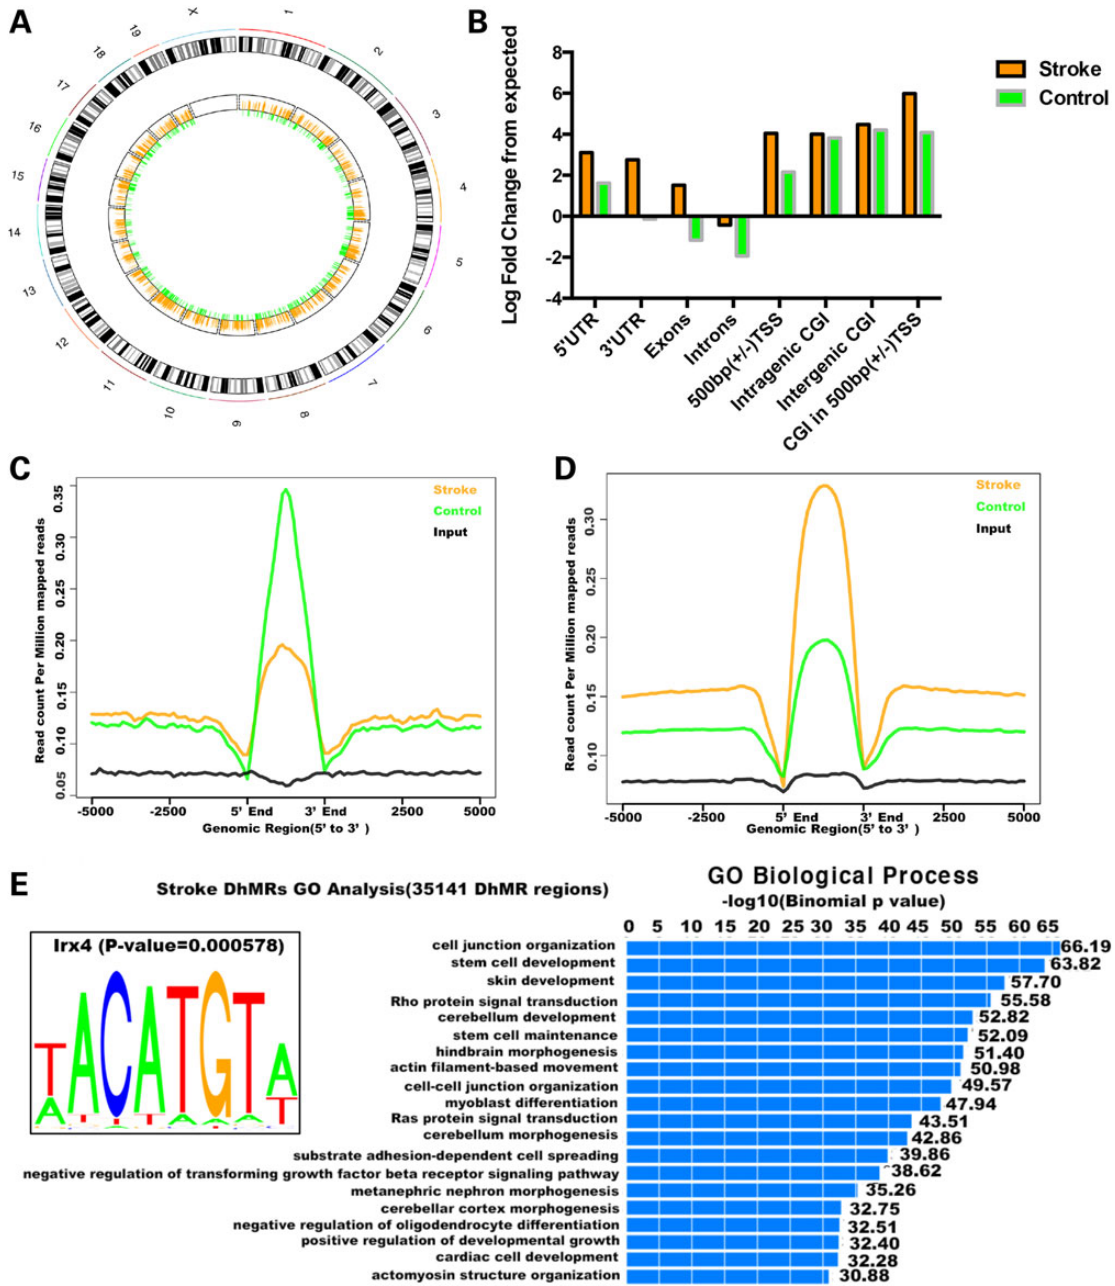 A
1
2
3
4
5
6
7
8
9
10
11
12
13
14
15
16
17
18
19
X
B
Log Fold Change from expected
8
6
4
2
0
-2
-4
5'UTR
3'UTR
Exons
Introns
500bp(+/-)TSS
Intragenic CGI
Intergenic CGI
CGI in 500bp(+/-)TSS
Stroke
Control
C
Read count Per Million mapped reads
0.35
0.30
0.25
0.20
0.15
0.10
0.05
Stroke
Control
Input
-5000 -2500 5' End 3' End 2500 5000
Genomic Region(5' to 3' )
D
Read count Per Million mapped reads
0.30
0.25
0.20
0.15
0.10
Stroke
Control
Input
-5000 -2500 5' End 3' End 2500 5000
Genomic Region(5' to 3' )
E
Stroke DhMRs GO Analysis(35141 DhMR regions)
GO Biological Process
-log10(Binomial p value)
0 5 10 15 20 25 30 35 40 45 50 55 60 65
Irx4 (P-value=0.000578)
TACATGTA
cell junction organization 66.19
stem cell development 63.82
skin development 57.70
Rho protein signal transduction 55.58
cerebellum development 52.82
stem cell maintenance 52.09
hindbrain morphogenesis 51.40
actin filament-based movement 50.98
cell-cell junction organization 49.57
myoblast differentiation 47.94
Ras protein signal transduction 43.51
cerebellum morphogenesis 42.86
substrate adhesion-dependent cell spreading 39.86
negative regulation of transforming growth factor beta receptor signaling pathway 38.62
metanephric nephron morphogenesis 35.26
cerebellar cortex morphogenesis 32.75
negative regulation of oligodendrocyte differentiation 32.51
positive regulation of developmental growth 32.40
cardiac cell development 32.28
actomyosin structure organization 30.88